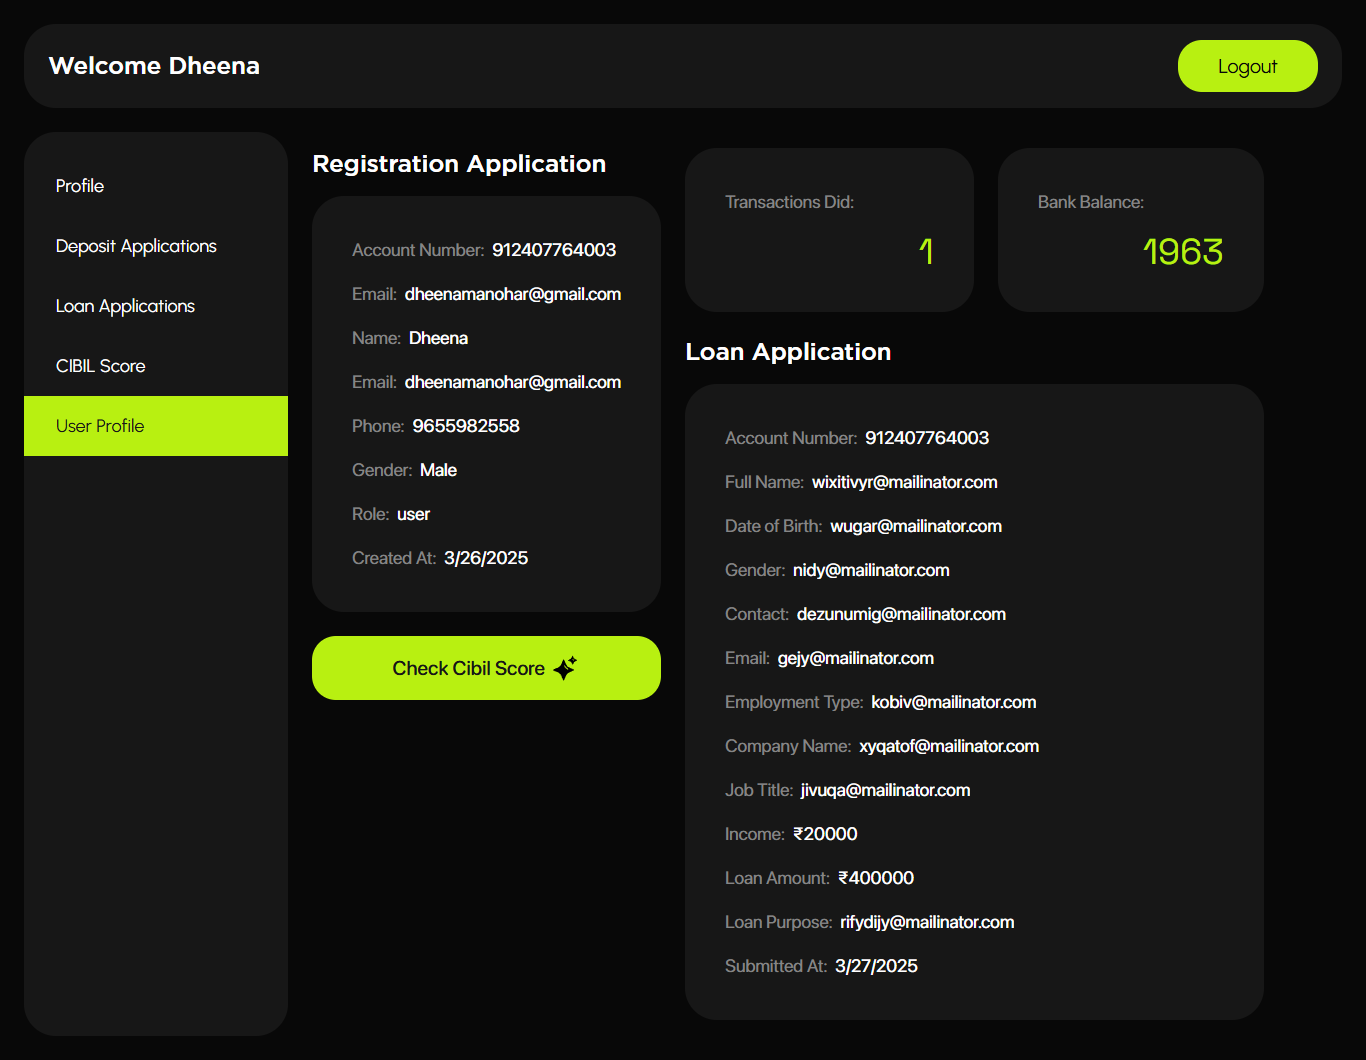 Welcome Dheena
Logout
Profile
Deposit Applications
Loan Applications
CIBIL Score
User Profile
Registration Application
Account Number: 912407764003
Email: dheenamanohar@gmail.com
Name: Dheena
Email: dheenamanohar@gmail.com
Phone: 9655982558
Gender: Male
Role: user
Created At: 3/26/2025
Check Cibil Score
Transactions Did:
1
Bank Balance:
1963
Loan Application
Account Number: 912407764003
Full Name: wixitivyr@mailinator.com
Date of Birth: wugar@mailinator.com
Gender: nidy@mailinator.com
Contact: dezunumig@mailinator.com
Email: gejy@mailinator.com
Employment Type: kobiv@mailinator.com
Company Name: xyqatof@mailinator.com
Job Title: jivuqa@mailinator.com
Income: ₹20000
Loan Amount: ₹400000
Loan Purpose: rifydijy@mailinator.com
Submitted At: 3/27/2025